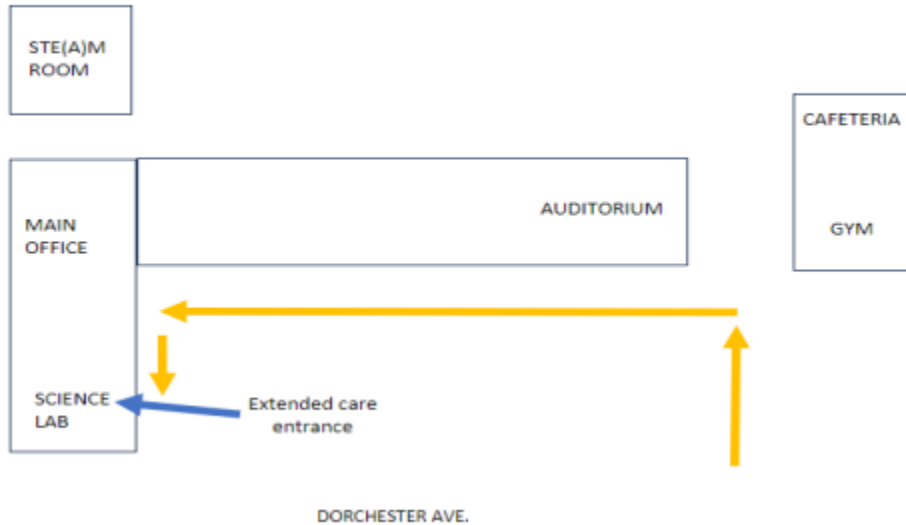 STE(A)M
ROOM
CAFETERIA
AUDITORIUM
MAIN
OFFICE
GYM
SCIENCE
LAB
Extended care
entrance
DORCHESTER AVE.